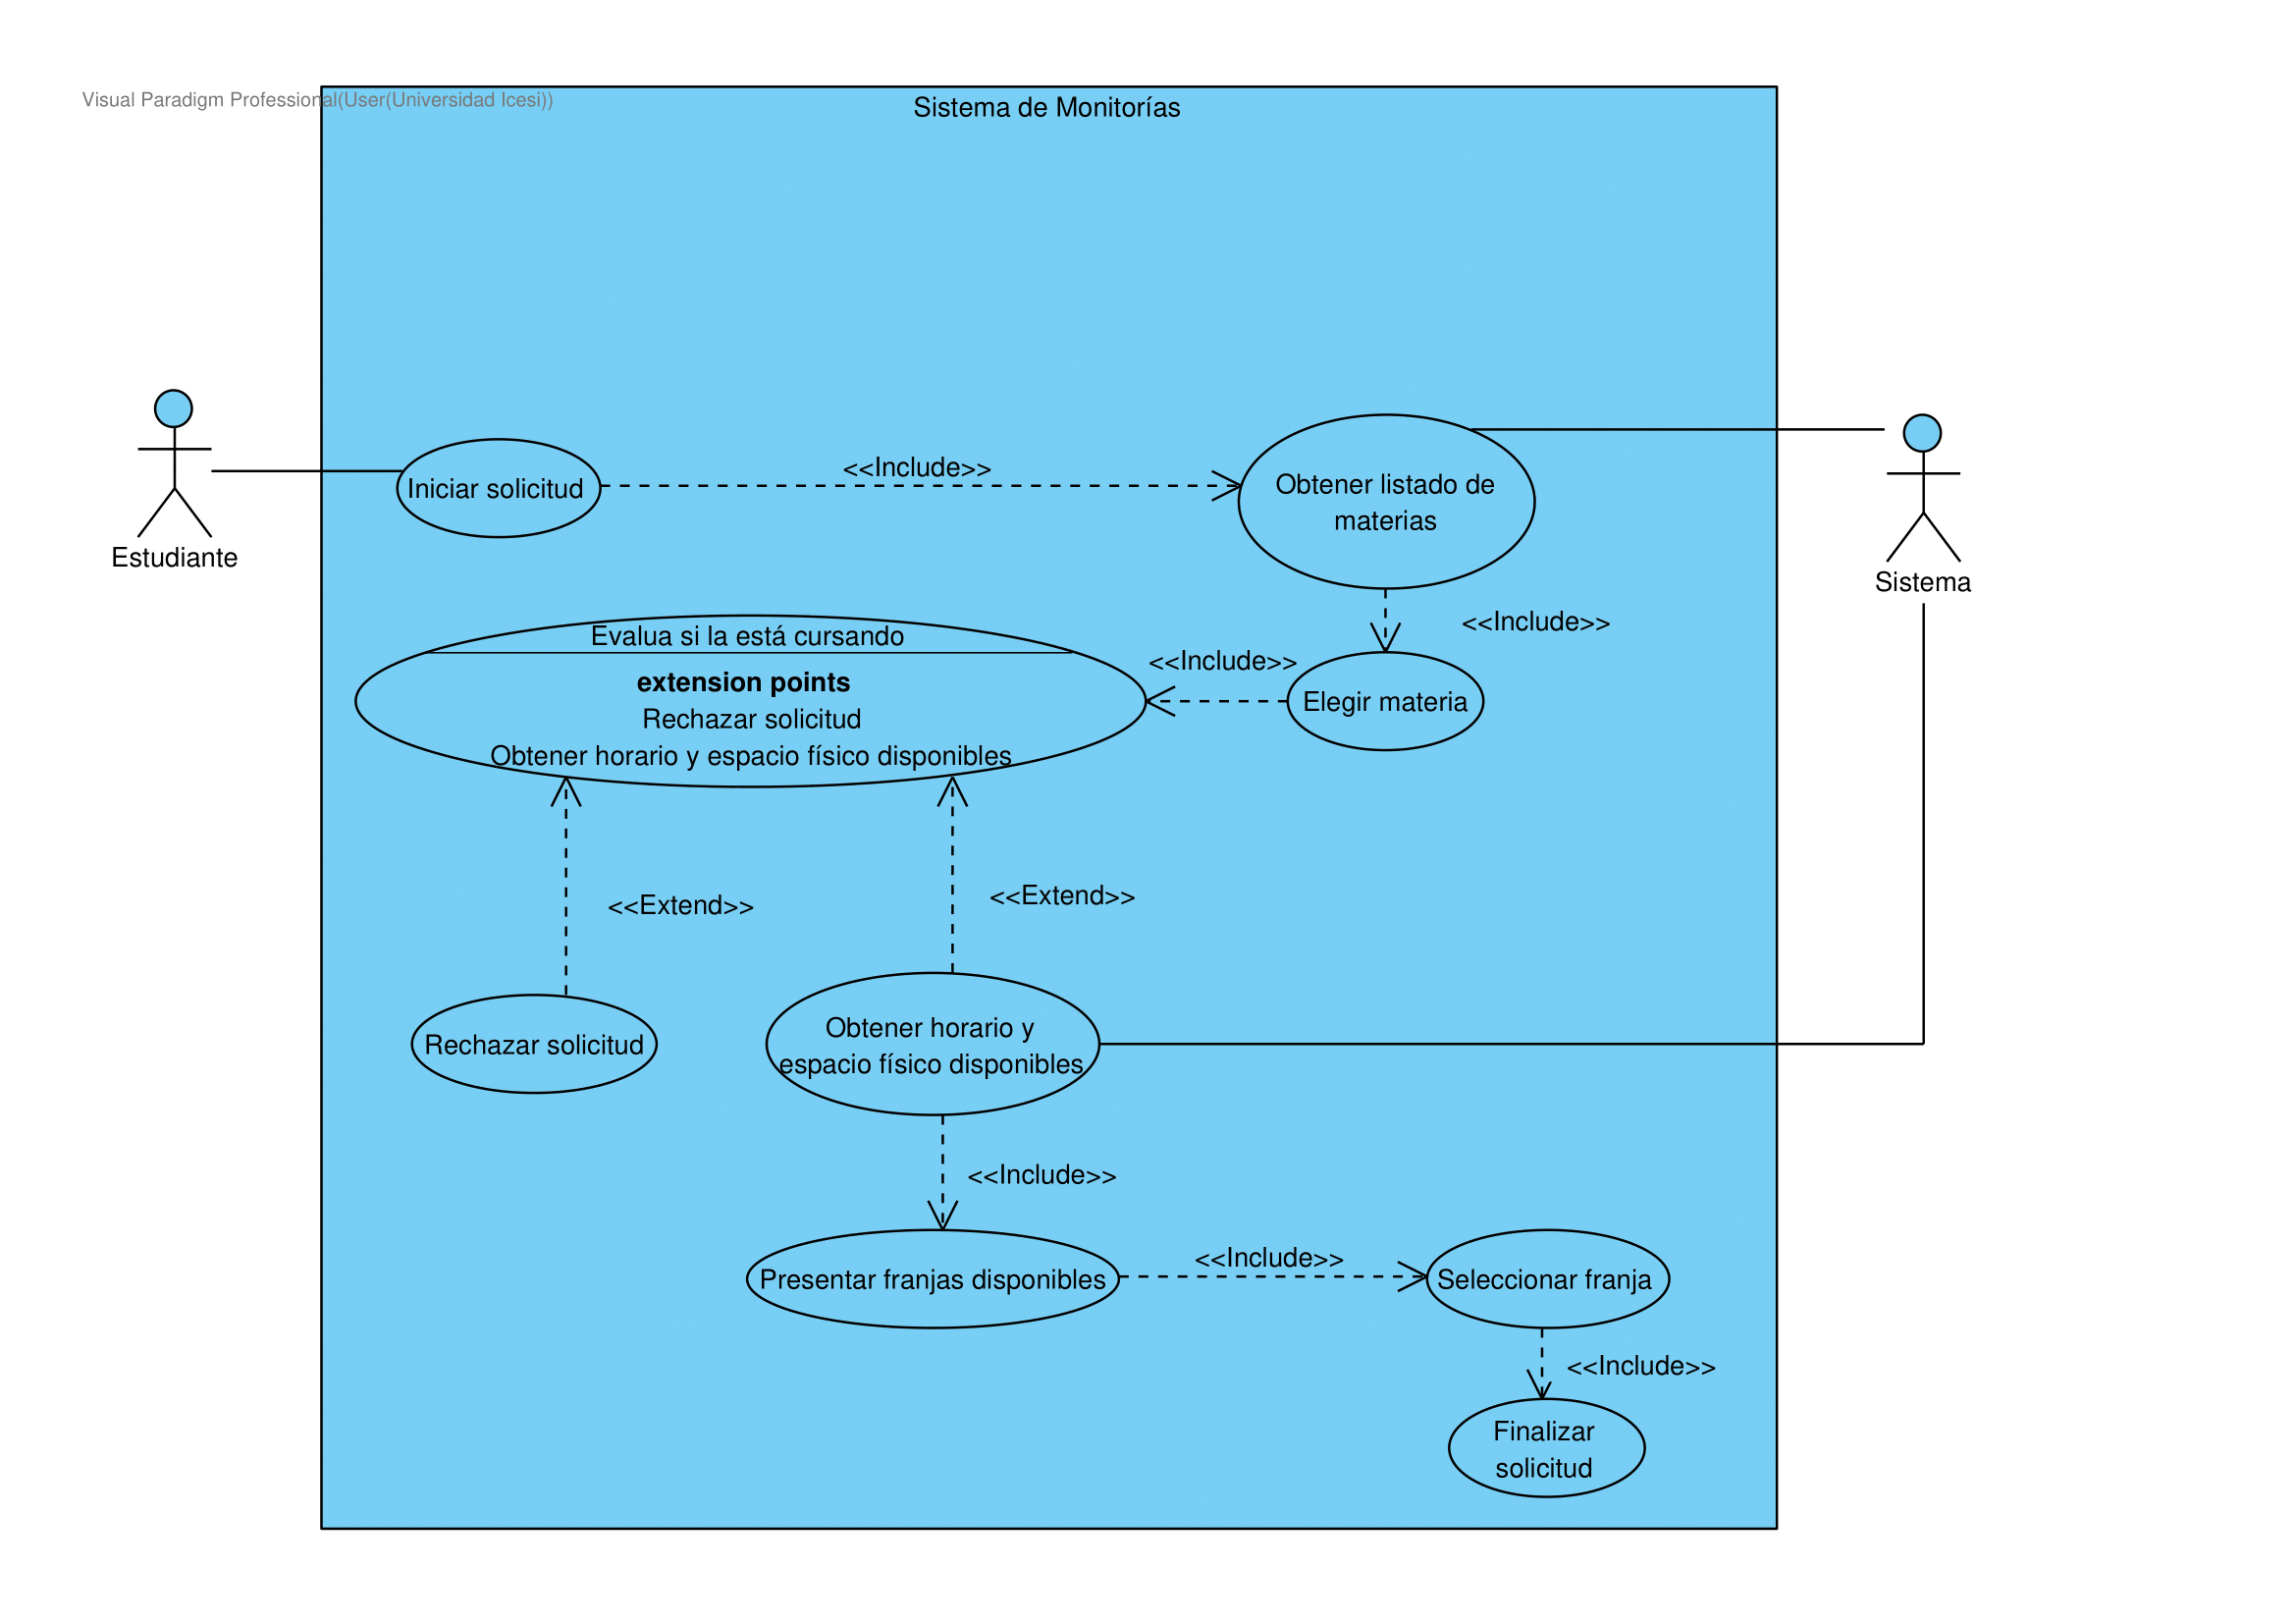 Visual Paradigm Professional(User(Universidad Icesi))
Sistema de Monitorías
Estudiante
Iniciar solicitud
<<Include>>
Obtener listado de
materias
Sistema
<<Include>>
Evalua si la está cursando
extension points
Rechazar solicitud
Obtener horario y espacio físico disponibles
<<Include>>
Elegir materia
<<Extend>>
<<Extend>>
Rechazar solicitud
Obtener horario y
espacio físico disponibles
<<Include>>
Presentar franjas disponibles
<<Include>>
Seleccionar franja
<<Include>>
Finalizar
solicitud